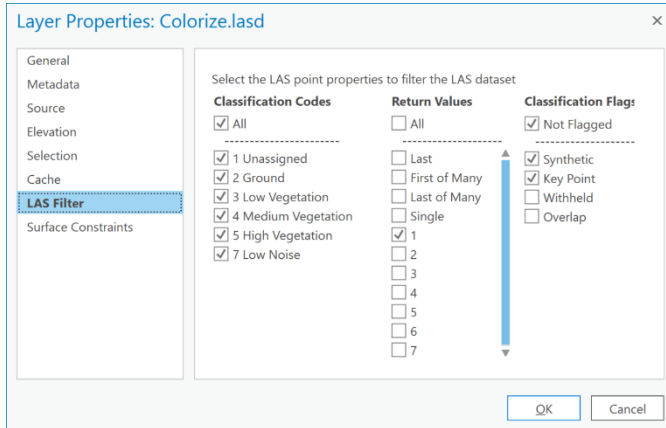 Layer Properties: Colorize.lasd
×
General
Metadata
Source
Elevation
Selection
Cache
LAS Filter
Surface Constraints
Select the LAS point properties to filter the LAS dataset
Classification Codes
All
1 Unassigned
2 Ground
3 Low Vegetation
4 Medium Vegetation
5 High Vegetation
7 Low Noise
Return Values
All
Last
First of Many
Last of Many
Single
1
2
3
4
5
6
7
Classification Flags
Not Flagged
Synthetic
Key Point
Withheld
Overlap
OK
Cancel